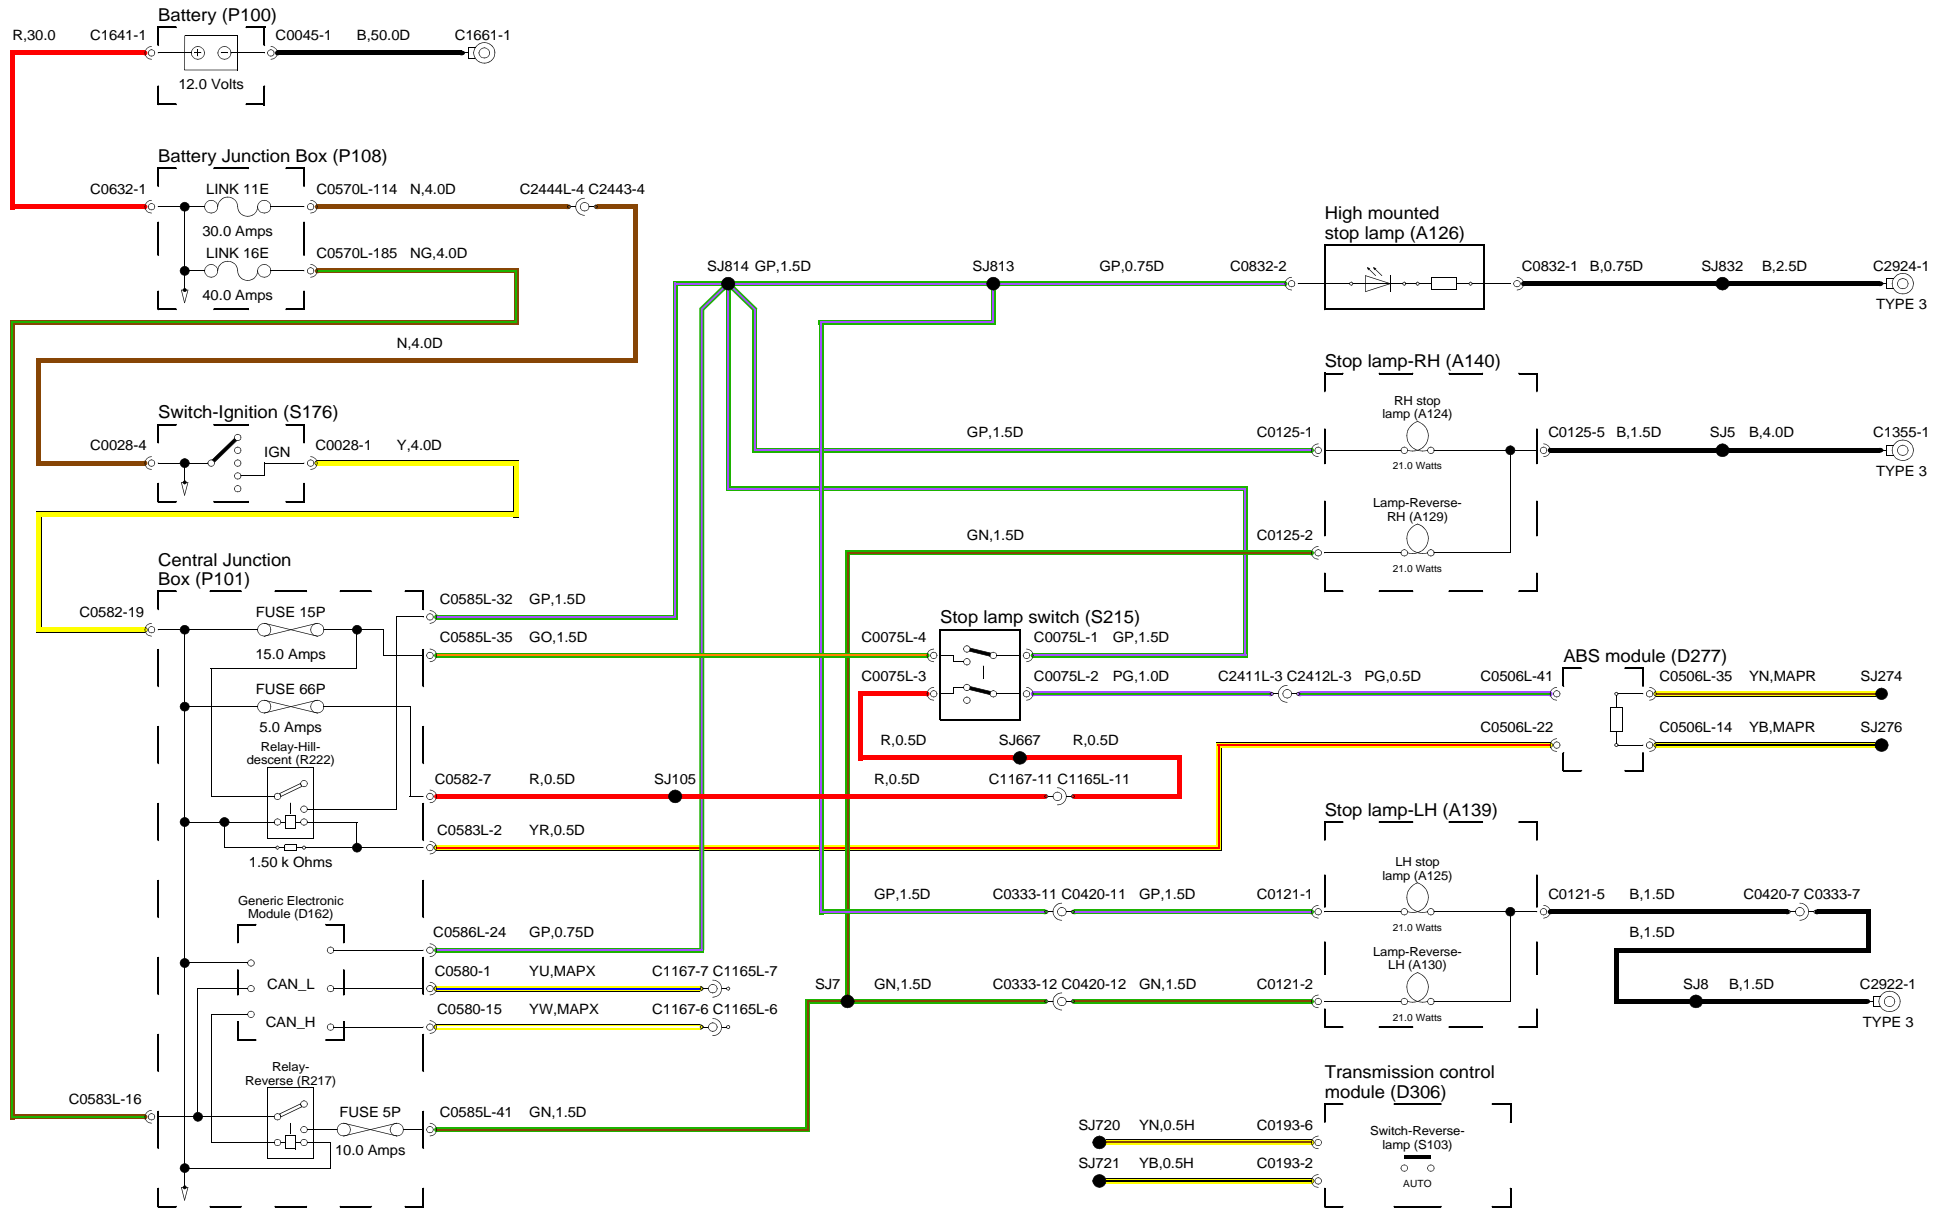 Battery (P100)
R,30.0 C1641-1 C0045-1 B,50.0D C1661-1
12.0 Volts
Battery Junction Box (P108)
C0632-1 LINK 11E C0570L-114 N,4.0D C2444L-4 C2443-4
30.0 Amps
LINK 16E C0570L-185 NG,4.0D
40.0 Amps
N,4.0D
High mounted
stop lamp (A126)
SJ814 GP,1.5D SJ813 GP,0.75D C0832-2 C0832-1 B,0.75D SJ832 B,2.5D C2924-1
TYPE 3
Switch-Ignition (S176)
C0028-4 IGN C0028-1 Y,4.0D
Stop lamp-RH (A140)
RH stop
lamp (A124)
GP,1.5D C0125-1 C0125-5 B,1.5D SJ5 B,4.0D C1355-1
21.0 Watts TYPE 3
Lamp-Reverse-
RH (A129)
GN,1.5D C0125-2
21.0 Watts
Central Junction
Box (P101)
C0582-19 FUSE 15P C0585L-32 GP,1.5D
15.0 Amps C0585L-35 GO,1.5D
Stop lamp switch (S215)
C0075L-4 C0075L-1 GP,1.5D
C0075L-3 C0075L-2 PG,1.0D C2411L-3 C2412L-3 PG,0.5D C0506L-41
ABS module (D277)
C0506L-35 YN,MAPR SJ274
C0506L-22 C0506L-14 YB,MAPR SJ276
FUSE 66P
5.0 Amps
R,0.5D SJ667 R,0.5D
Relay-Hill-
descent (R222)
C0582-7 R,0.5D SJ105 R,0.5D C1167-11 C1165L-11
C0583L-2 YR,0.5D
1.50 k Ohms
Stop lamp-LH (A139)
LH stop
lamp (A125)
GP,1.5D C0333-11 C0420-11 GP,1.5D C0121-1 C0121-5 B,1.5D C0420-7 C0333-7
21.0 Watts
B,1.5D
Lamp-Reverse-
LH (A130)
SJ7 GN,1.5D C0333-12 C0420-12 GN,1.5D C0121-2 SJ8 B,1.5D C2922-1
21.0 Watts TYPE 3
Generic Electronic
Module (D162)
C0586L-24 GP,0.75D
CAN_L C0580-1 YU,MAPX C1167-7 C1165L-7
CAN_H C0580-15 YW,MAPX C1167-6 C1165L-6
Relay-
Reverse (R217)
C0583L-16 FUSE 5P C0585L-41 GN,1.5D
10.0 Amps
Transmission control
module (D306)
SJ720 YN,0.5H C0193-6
Switch-Reverse-
lamp (S103)
SJ721 YB,0.5H C0193-2
AUTO